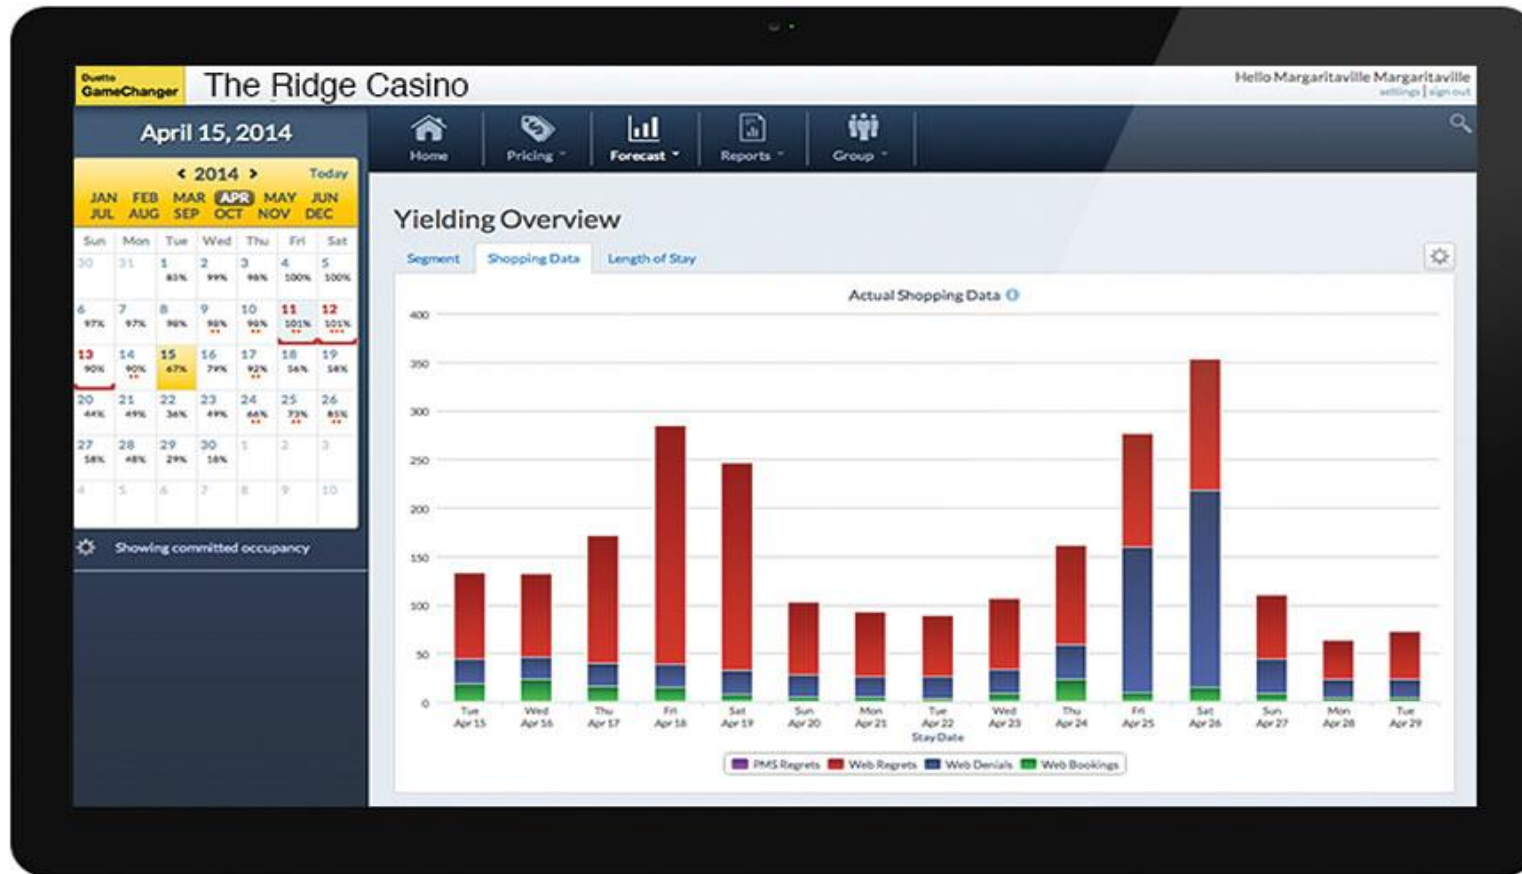 Duetto
GameChanger
The Ridge Casino
Hello Margaritaville Margaritaville
settings | sign out
April 15, 2014
Home
Pricing
Forecast
Reports
Group
< 2014 > Today
JAN FEB MAR APR MAY JUN
JUL AUG SEP OCT NOV DEC
Sun Mon Tue Wed Thu Fri Sat
30 31 1 2 3 4 5
85% 99% 98% 100% 100%
6 7 8 9 10 11 12
97% 97% 98% 98% 98% 101% 101%
13 14 15 16 17 18 19
90% 90% 67% 79% 92% 56% 58%
20 21 22 23 24 25 26
44% 49% 36% 49% 66% 73% 85%
27 28 29 30 1 2 3
58% 48% 29% 18%
4 5 6 7 8 9 10
Showing committed occupancy
Yielding Overview
Segment Shopping Data Length of Stay
Actual Shopping Data
400
350
300
250
200
150
100
50
0
Tue Wed Thu Fri Sat Sun Mon Tue Wed Thu Fri Sat Sun Mon Tue
Apr 15 Apr 16 Apr 17 Apr 18 Apr 19 Apr 20 Apr 21 Apr 22 Apr 23 Apr 24 Apr 25 Apr 26 Apr 27 Apr 28 Apr 29
Stay Date
PMS Regrets Web Regrets Web Denials Web Bookings